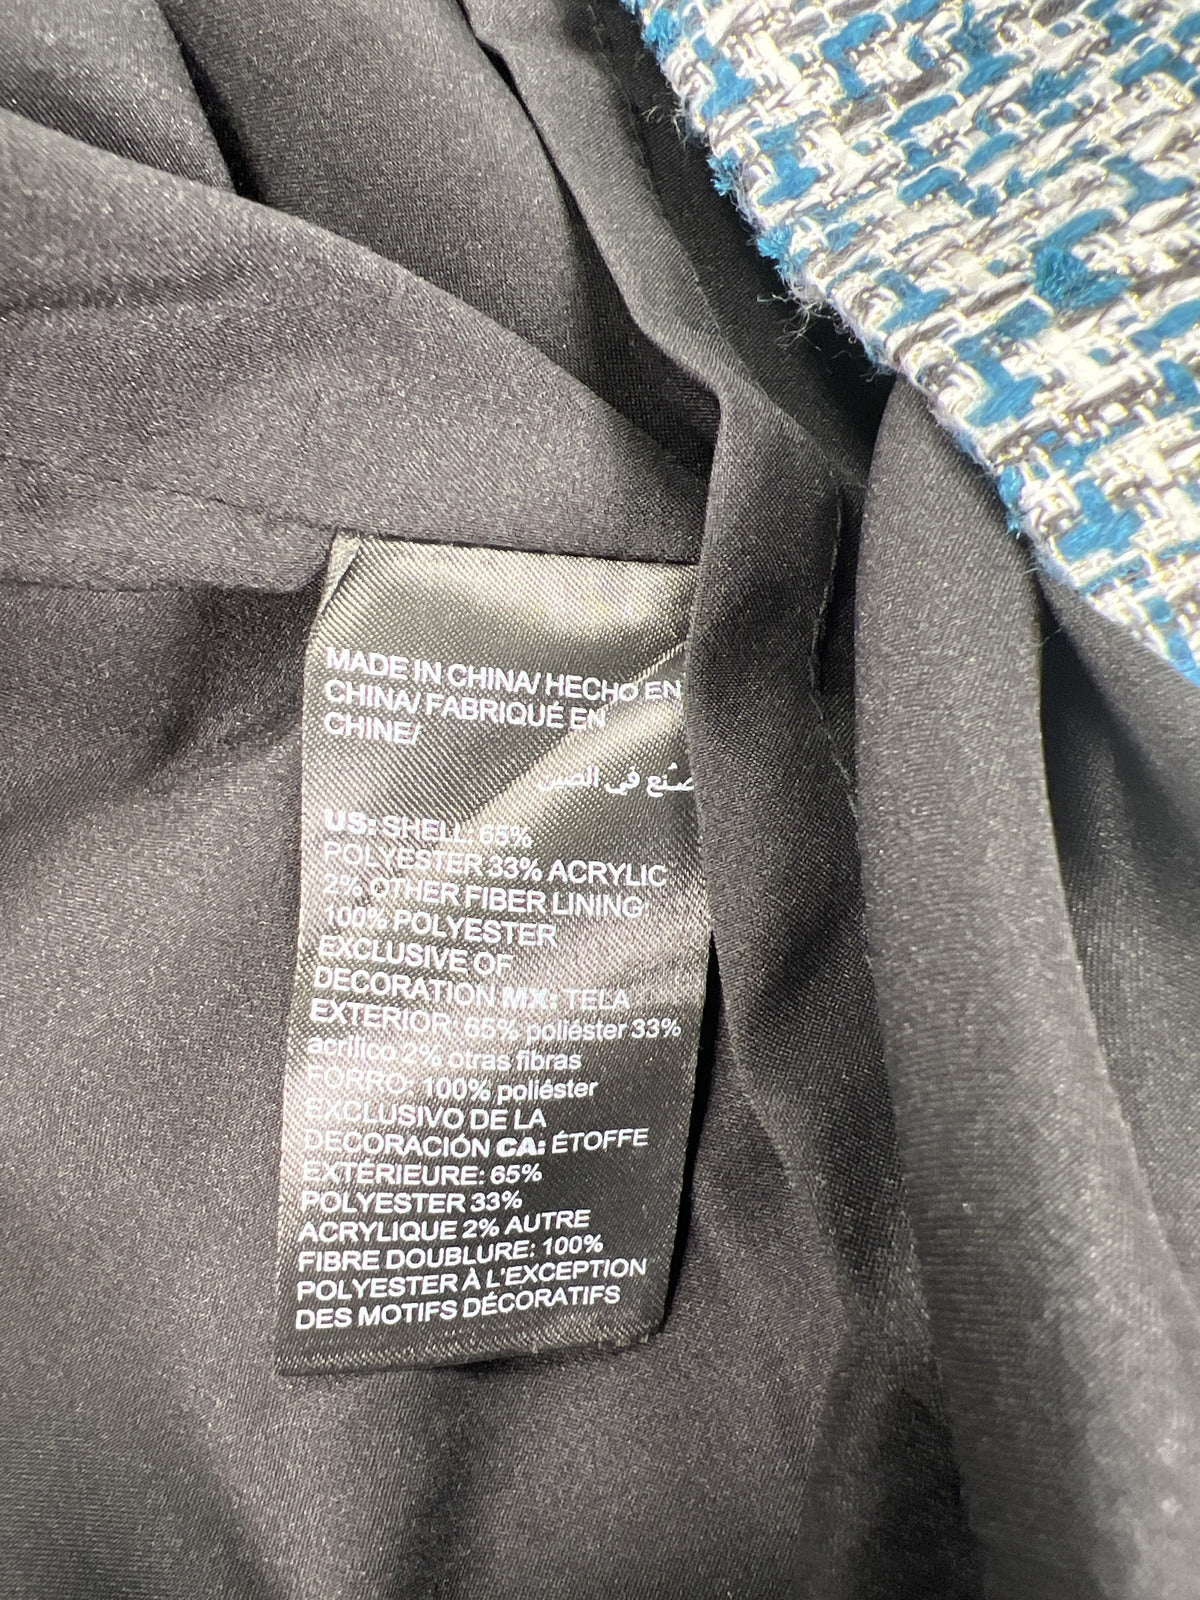 MADE IN CHINA/ HECHO EN
CHINA/ FABRIQUÉ EN
CHINE/
صنع في الصين
US: SHELL: 65%
POLYESTER 33% ACRYLIC
2% OTHER FIBER LINING:
100% POLYESTER
EXCLUSIVE OF
DECORATION MX: TELA
EXTERIOR: 65% poliéster 33%
acrílico 2% otras fibras
FORRO: 100% poliéster
EXCLUSIVO DE LA
DECORACIÓN CA: ÉTOFFE
EXTÉRIEURE: 65%
POLYESTER 33%
ACRYLIQUE 2% AUTRE
FIBRE DOUBLURE: 100%
POLYESTER À L'EXCEPTION
DES MOTIFS DÉCORATIFS